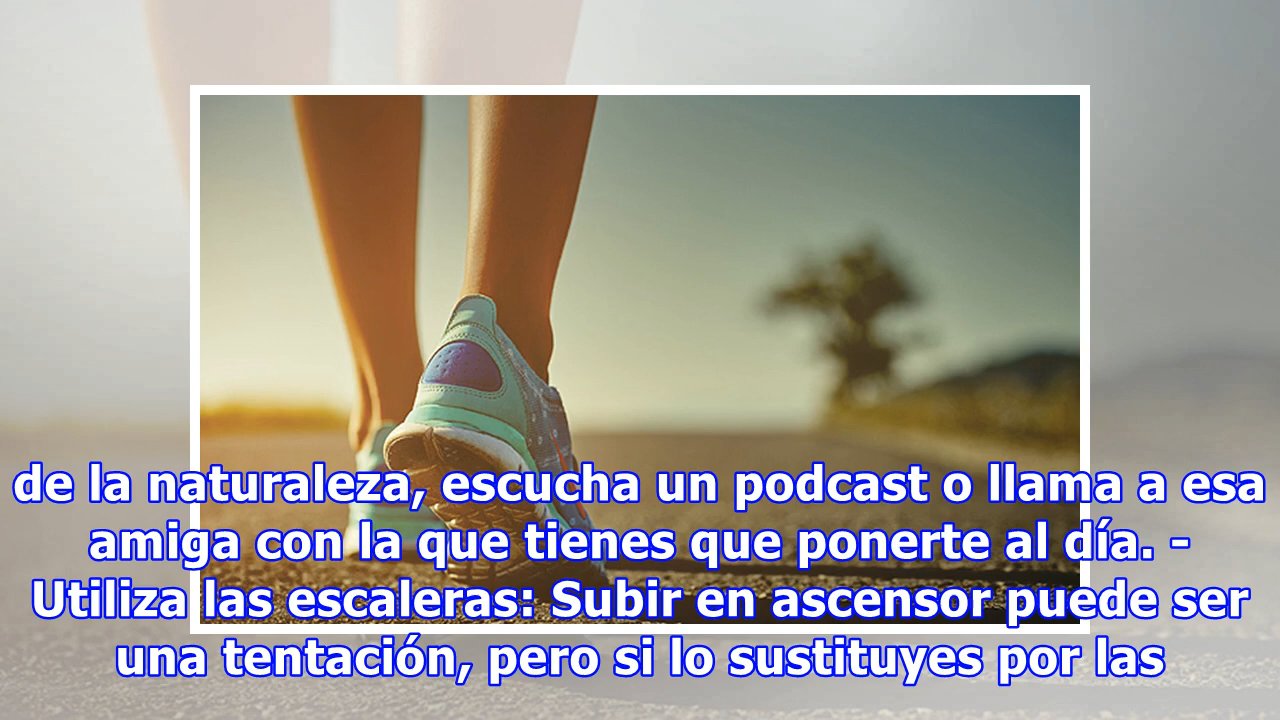 de la naturaleza, escucha un podcast o llama a esa
amiga con la que tienes que ponerte al día. -
Utiliza las escaleras: Subir en ascensor puede ser
una tentación, pero si lo sustituyes por las